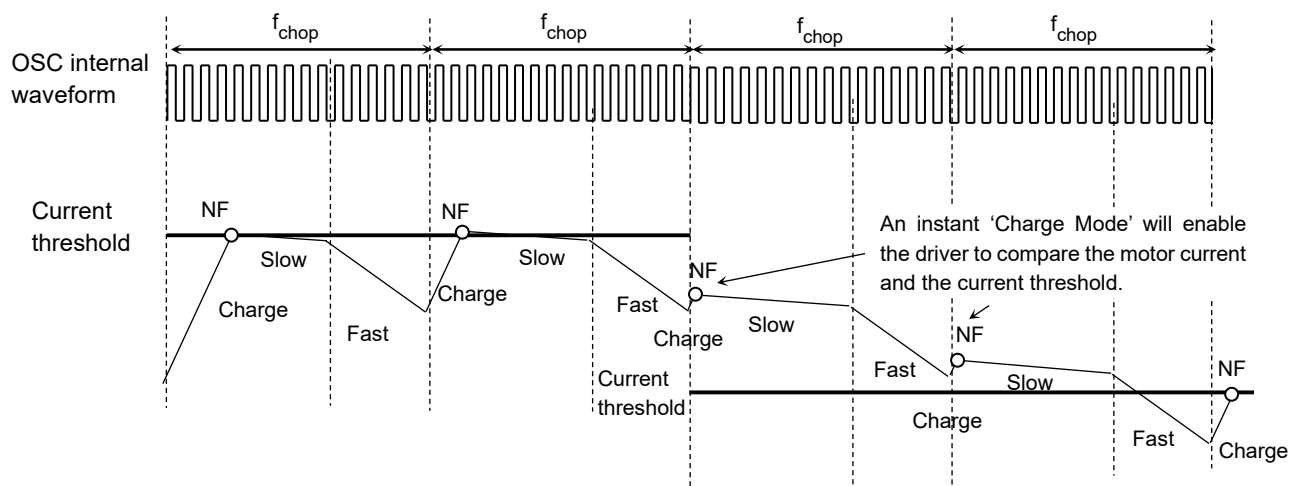 fchop
fchop
fchop
fchop
OSC internal
waveform
Current
threshold
NF
NF
An instant ‘Charge Mode’ will enable
the driver to compare the motor current
and the current threshold.
Slow
Slow
NF
Charge
Charge
Fast
Fast
Charge
Slow
NF
Fast
Slow
NF
Current
threshold
Charge
Fast
Charge